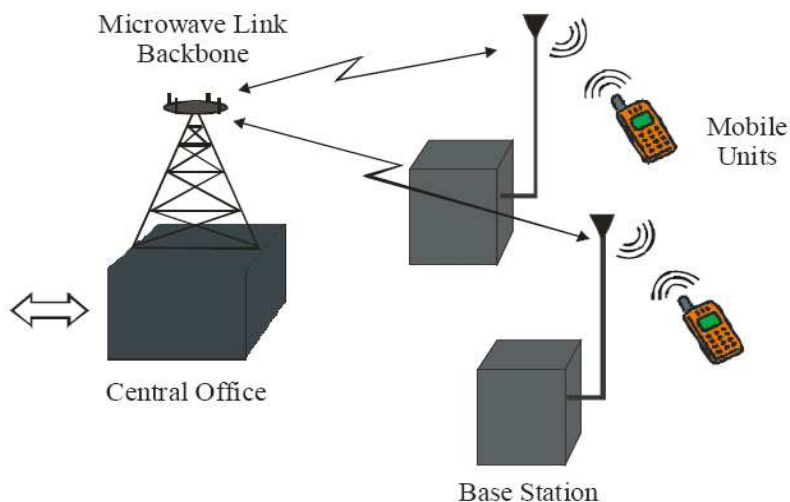 Microwave Link
Backbone
Mobile
Units
Central Office
Base Station